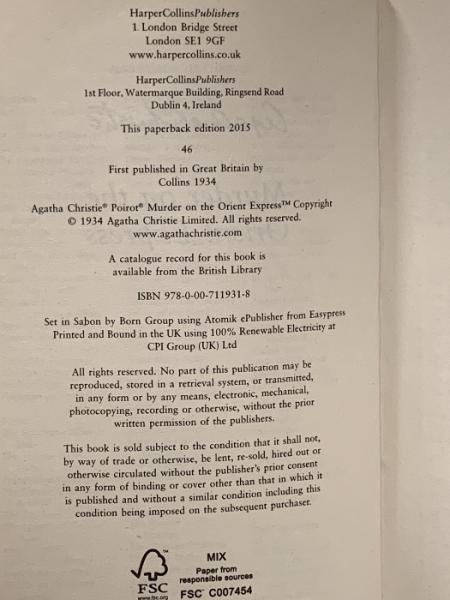 HarperCollinsPublishers
1 London Bridge Street
London SE1 9GF
www.harpercollins.co.uk
HarperCollinsPublishers
1st Floor, Watermarque Building, Ringsend Road
Dublin 4, Ireland
This paperback edition 2015
46
First published in Great Britain by
Collins 1934
Agatha Christie® Poirot® Murder on the Orient Express™ Copyright
© 1934 Agatha Christie Limited. All rights reserved.
www.agathachristie.com
A catalogue record for this book is
available from the British Library
ISBN 978-0-00-711931-8
Set in Sabon by Born Group using Atomik ePublisher from Easypress
Printed and Bound in the UK using 100% Renewable Electricity at
CPI Group (UK) Ltd
All rights reserved. No part of this publication may be
reproduced, stored in a retrieval system, or transmitted,
in any form or by any means, electronic, mechanical,
photocopying, recording or otherwise, without the prior
written permission of the publishers.
This book is sold subject to the condition that it shall not,
by way of trade or otherwise, be lent, re-sold, hired out or
otherwise circulated without the publisher's prior consent
in any form of binding or cover other than that in which it
is published and without a similar condition including this
condition being imposed on the subsequent purchaser.
FSC
www.fsc.org
MIX
Paper from
responsible sources
FSC® C007454